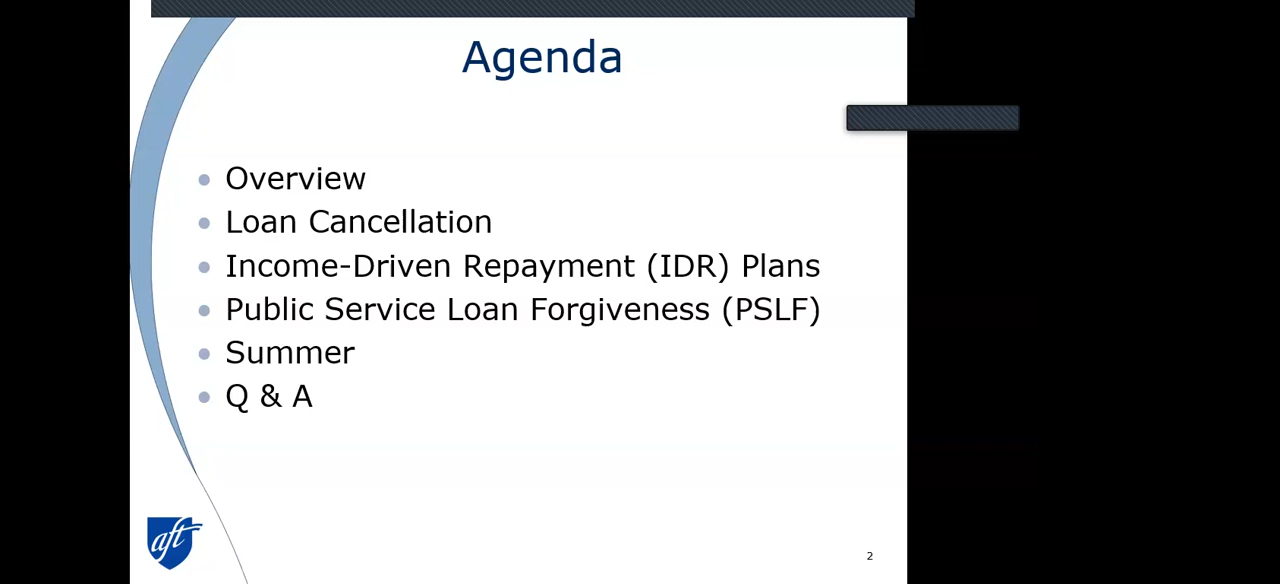 Agenda
Overview
Loan Cancellation
Income-Driven Repayment (IDR) Plans
Public Service Loan Forgiveness (PSLF)
Summer
Q & A
aft
2